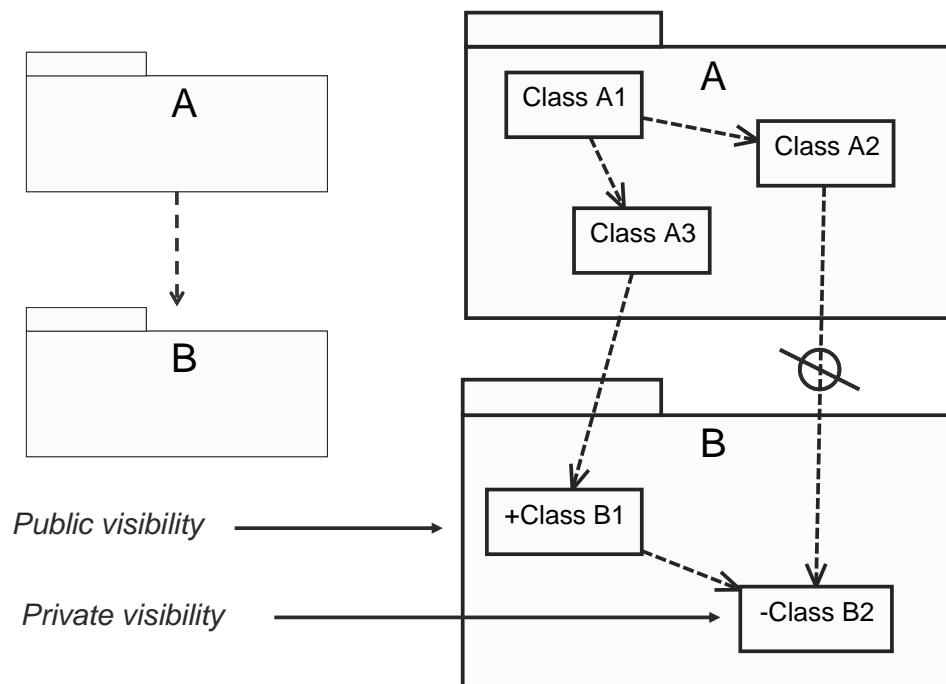 A
B
A
Class A1
Class A2
Class A3
B
+Class B1
-Class B2
Public visibility
Private visibility